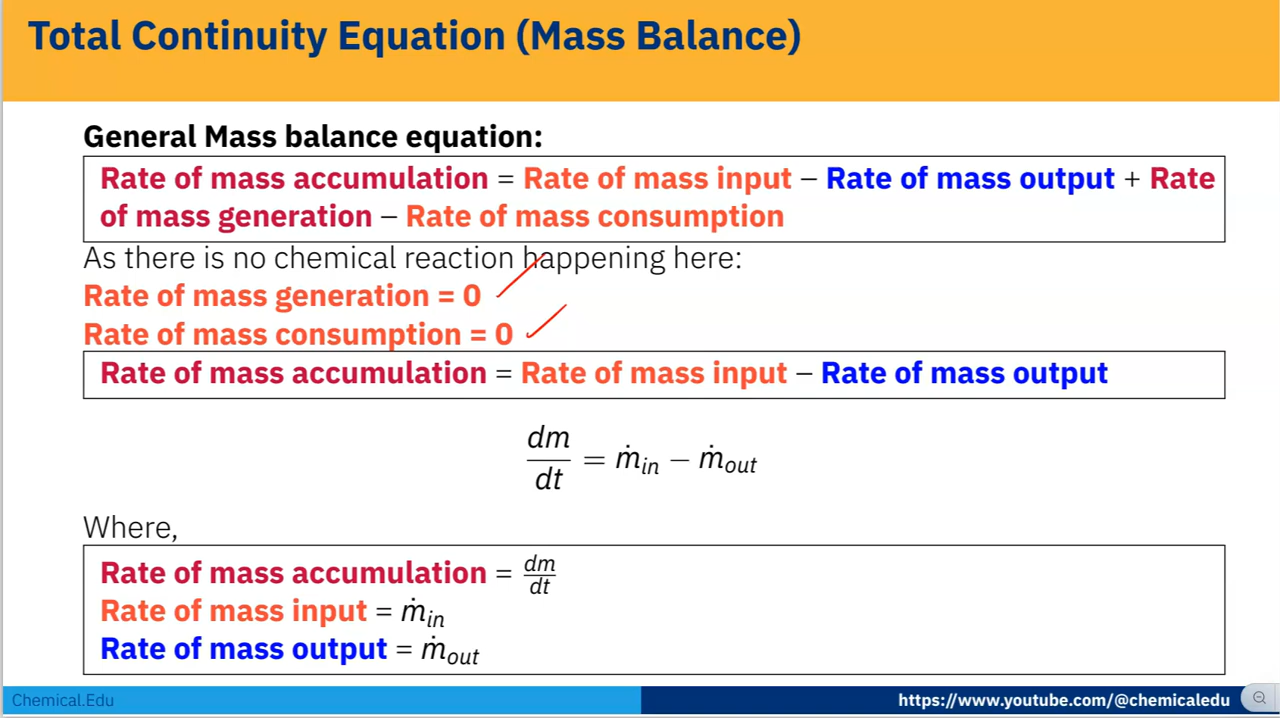 Total Continuity Equation (Mass Balance)
General Mass balance equation:
Rate of mass accumulation = Rate of mass input – Rate of mass output + Rate
of mass generation – Rate of mass consumption
As there is no chemical reaction happening here:
Rate of mass generation = 0
Rate of mass consumption = 0
Rate of mass accumulation = Rate of mass input – Rate of mass output
dm/dt = ṁin − ṁout
Where,
Rate of mass accumulation = dm/dt
Rate of mass input = ṁin
Rate of mass output = ṁout
Chemical.Edu https://www.youtube.com/@chemicaledu